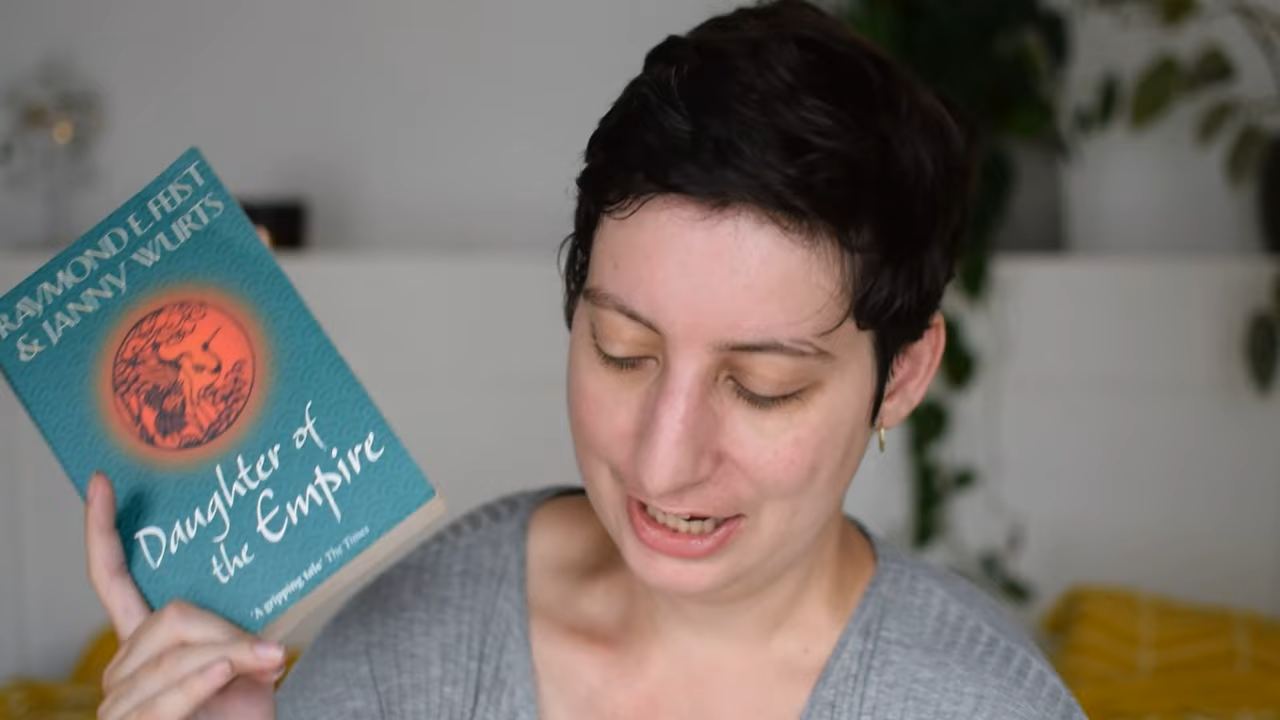 RAYMOND E. FEIST
& JANNY WURTS
Daughter of
the Empire
'A gripping tale' The Times